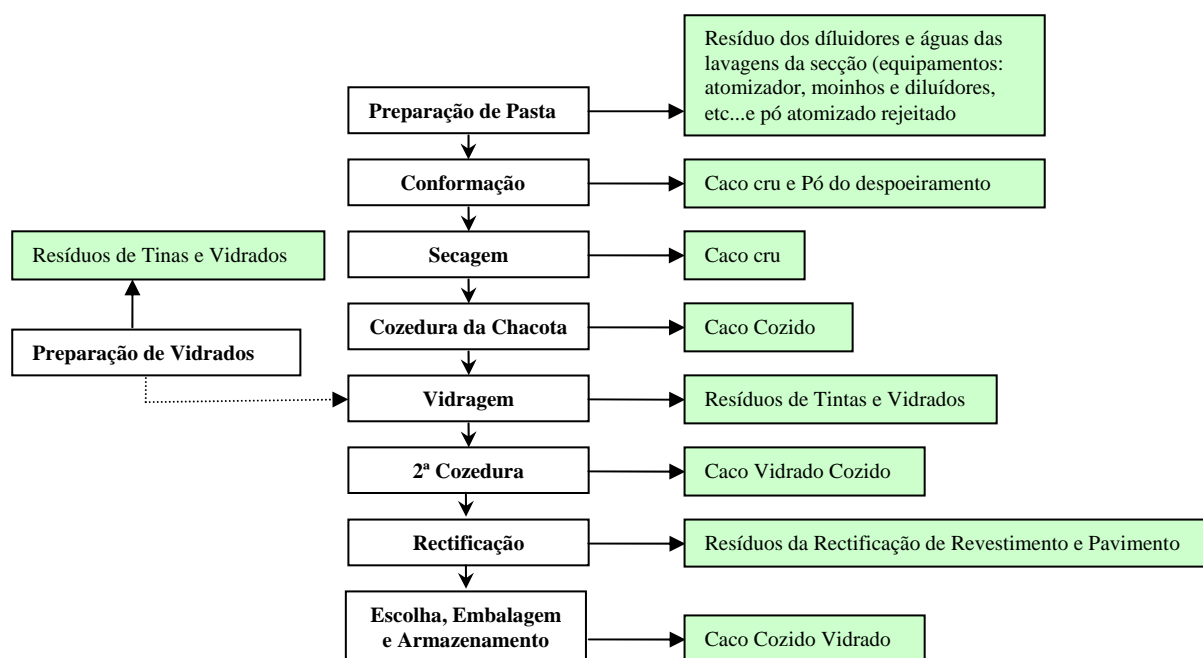 Resíduo dos díluidores e águas das
lavagens da secção (equipamentos:
atomizador, moinhos e diluídores,
etc...e pó atomizado rejeitado
Preparação de Pasta
Conformação
Caco cru e Pó do despoeiramento
Resíduos de Tinas e Vidrados
Secagem
Caco cru
Preparação de Vidrados
Cozedura da Chacota
Caco Cozido
Vidragem
Resíduos de Tintas e Vidrados
2ª Cozedura
Caco Vidrado Cozido
Rectificação
Resíduos da Rectificação de Revestimento e Pavimento
Escolha, Embalagem
e Armazenamento
Caco Cozido Vidrado